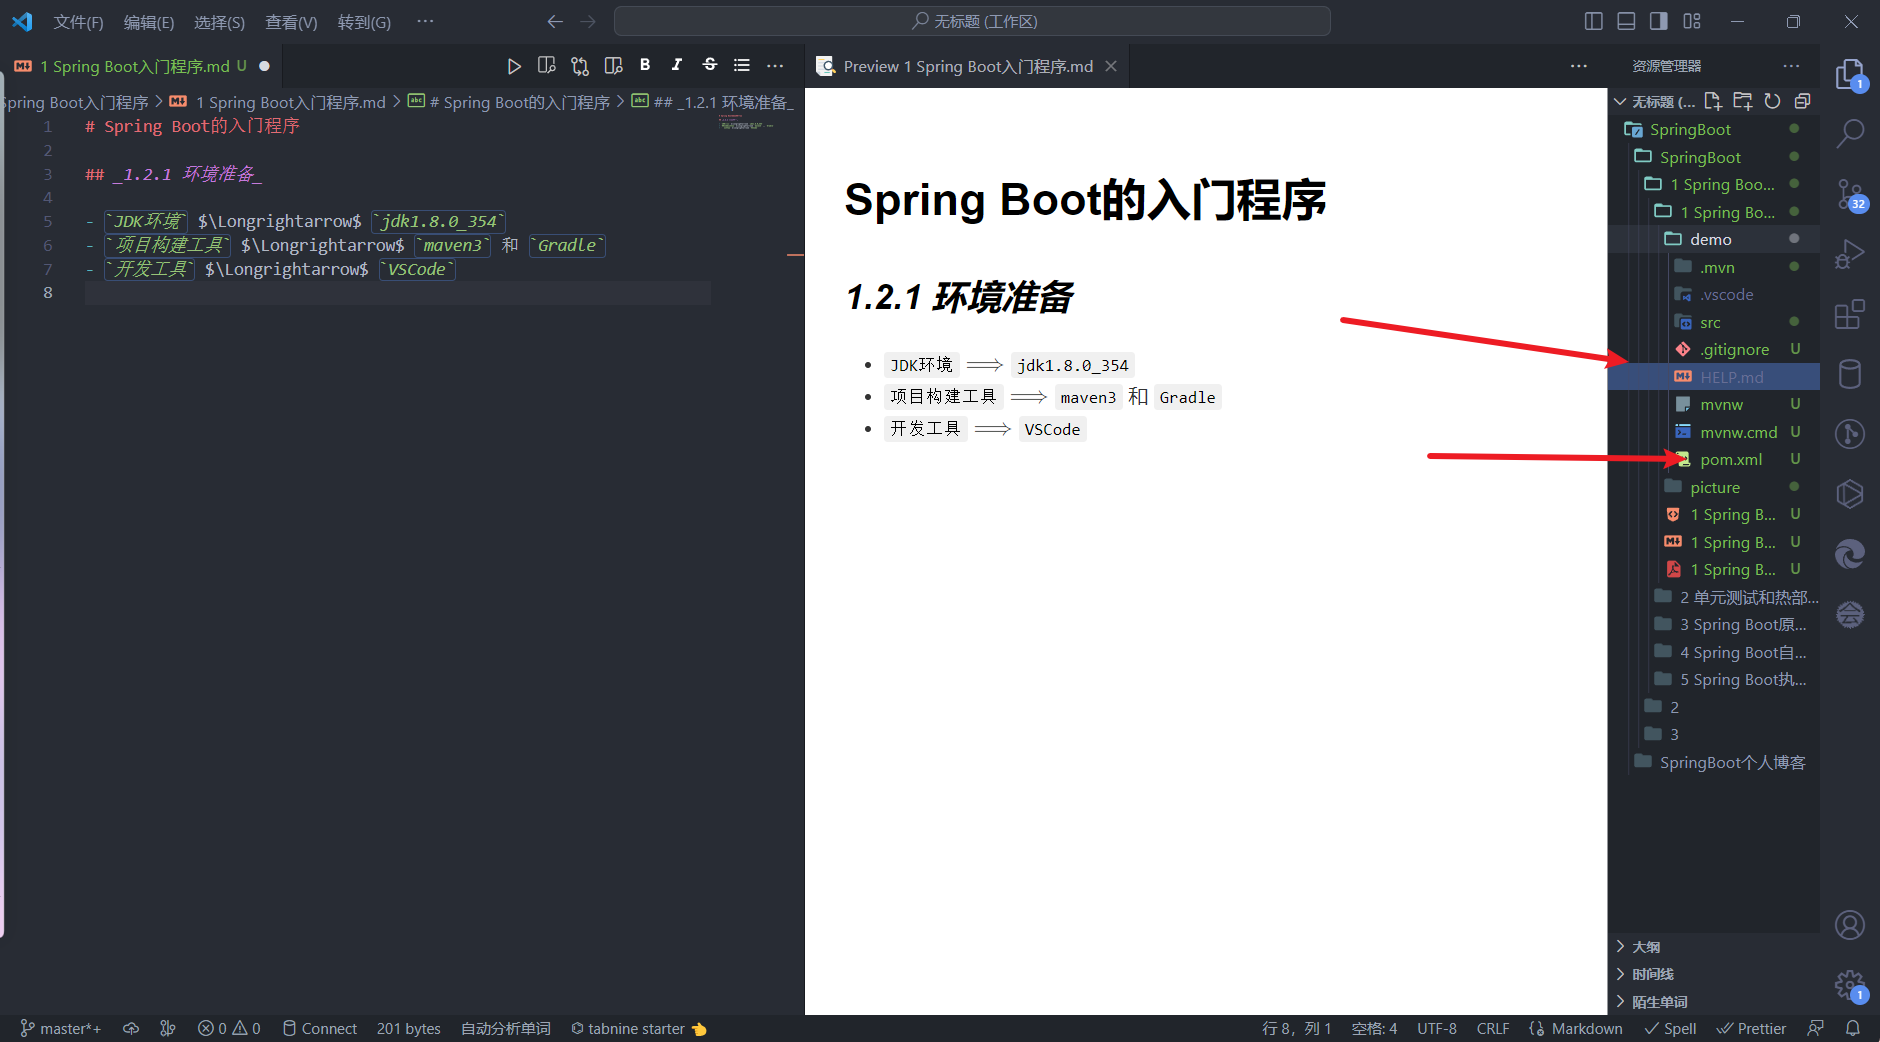 文件(F) 编辑(E) 选择(S) 查看(V) 转到(G) ··· 无标题 (工作区)
1 Spring Boot入门程序.md U
Preview 1 Spring Boot入门程序.md
资源管理器
Spring Boot入门程序 > 1 Spring Boot入门程序.md > # Spring Boot的入门程序 > ## _1.2.1 环境准备_
1 # Spring Boot的入门程序
2
3 ## _1.2.1 环境准备_
4
5 - `JDK环境` $\Longrightarrow$ `jdk1.8.0_354`
6 - `项目构建工具` $\Longrightarrow$ `maven3` 和 `Gradle`
7 - `开发工具` $\Longrightarrow$ `VSCode`
8
Spring Boot的入门程序
1.2.1 环境准备
• JDK环境 ⟹ jdk1.8.0_354
• 项目构建工具 ⟹ maven3 和 Gradle
• 开发工具 ⟹ VSCode
无标题 (...
SpringBoot
SpringBoot
1 Spring Boo...
1 Spring Bo...
demo
.mvn
.vscode
src
.gitignore U
HELP.md
mvnw U
mvnw.cmd U
pom.xml U
picture
1 Spring B... U
1 Spring B... U
1 Spring B... U
2 单元测试和热部...
3 Spring Boot原...
4 Spring Boot自...
5 Spring Boot执...
2
3
SpringBoot个人博客
大纲
时间线
陌生单词
1
32
1
master*+ 0 0 Connect 201 bytes 自动分析单词 tabnine starter 行 8，列 1 空格: 4 UTF-8 CRLF Markdown Spell Prettier